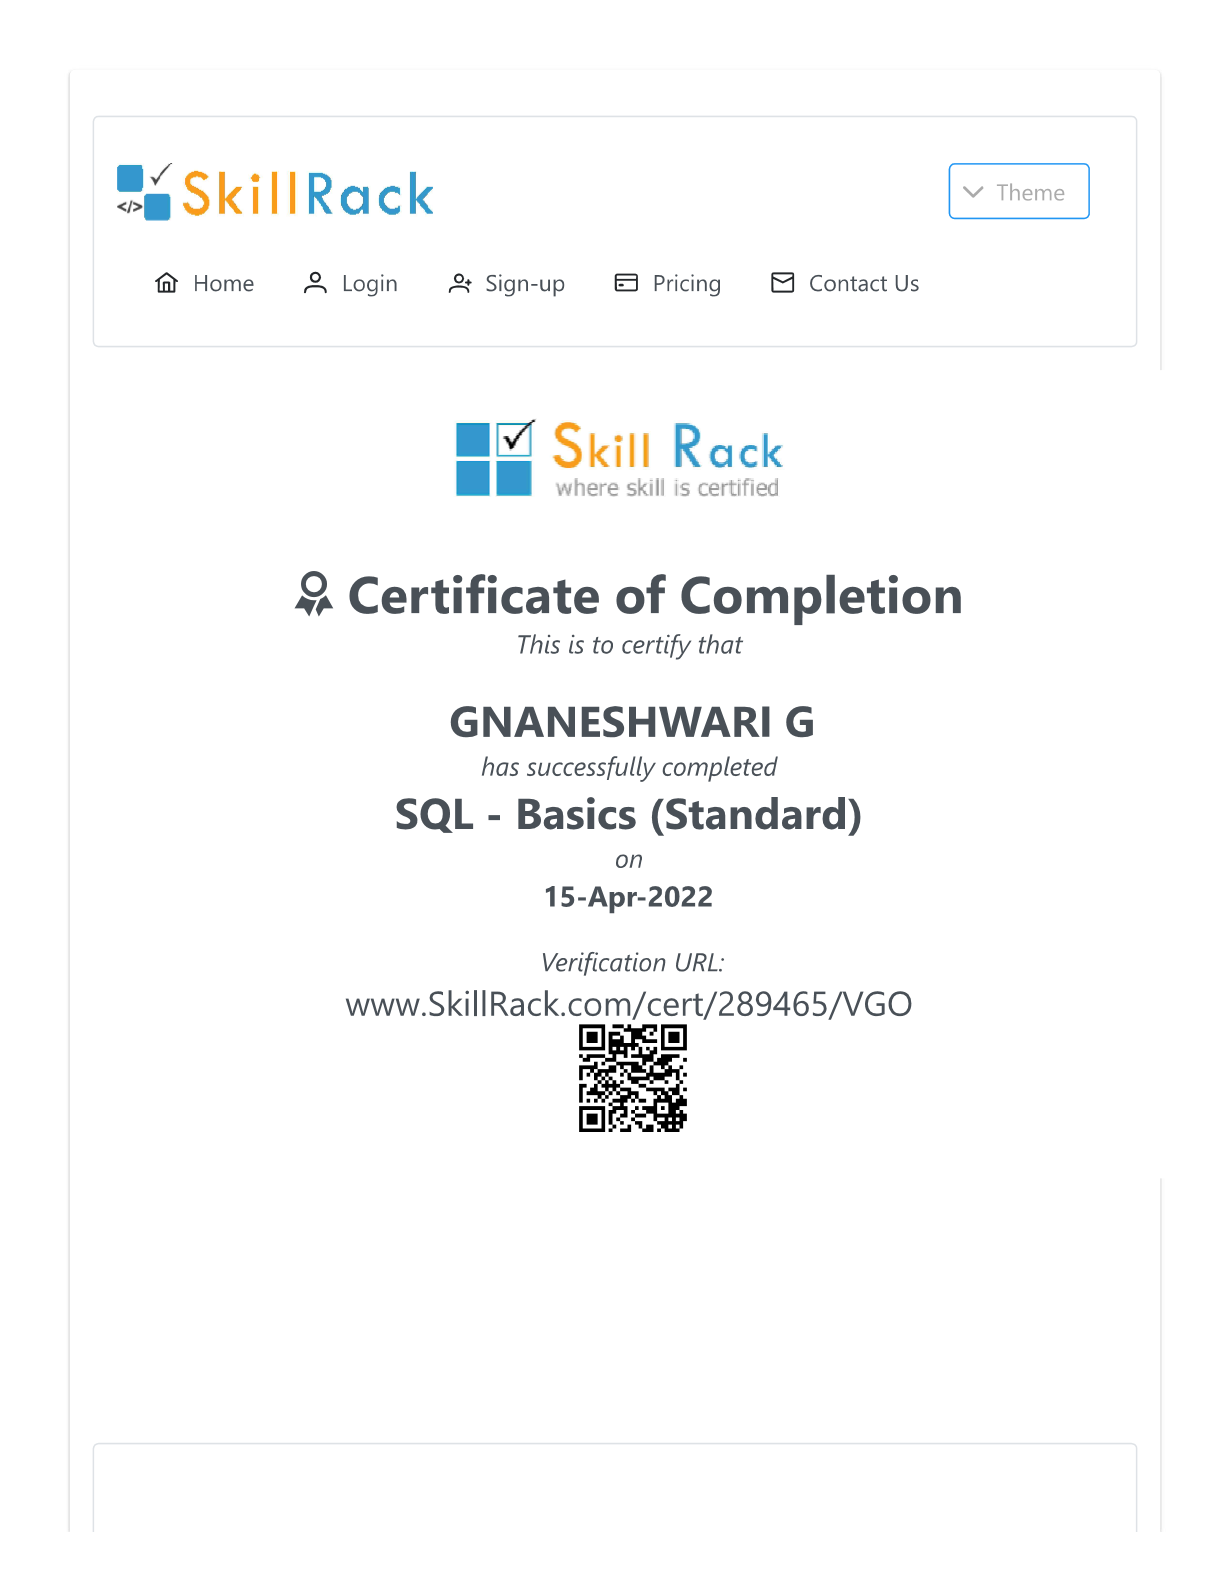 </> SkillRack
Theme
Home Login Sign-up Pricing Contact Us
Skill Rack
where skill is certified
Certificate of Completion
This is to certify that
GNANESHWARI G
has successfully completed
SQL - Basics (Standard)
on
15-Apr-2022
Verification URL:
www.SkillRack.com/cert/289465/VGO